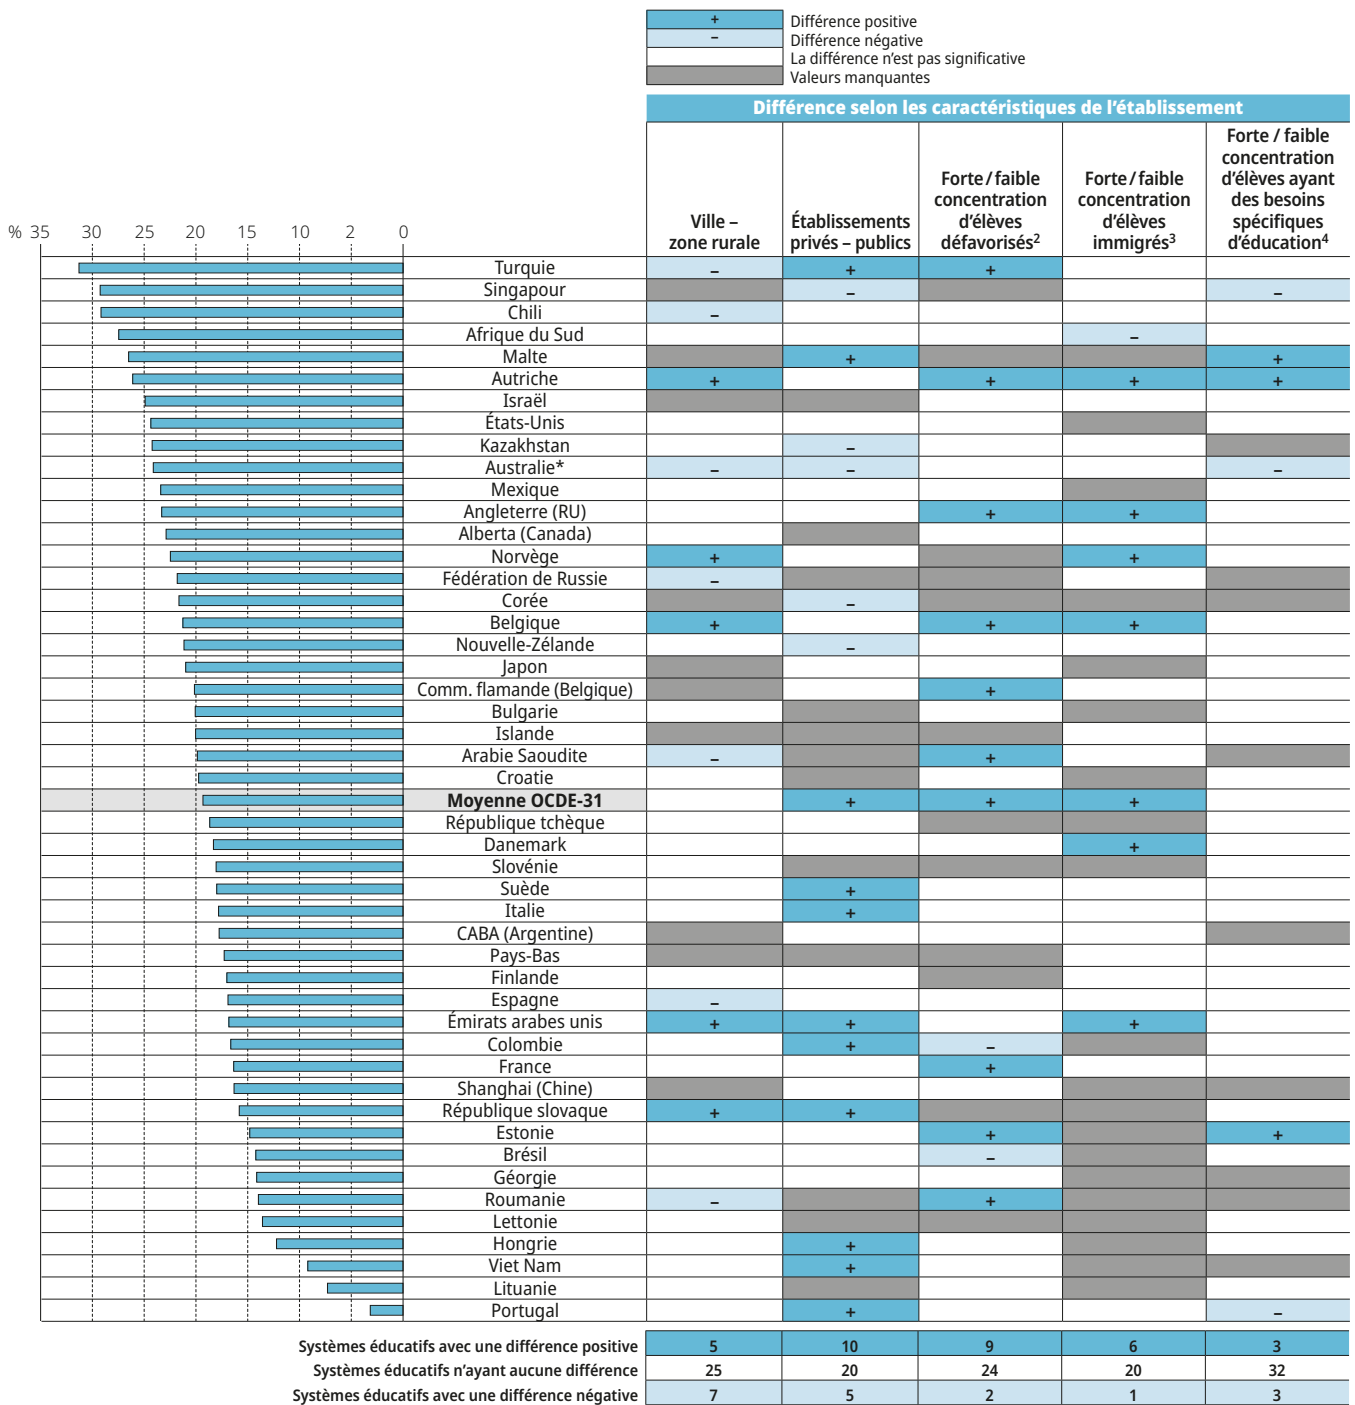 + Différence positive
– Différence négative
La différence n'est pas significative
Valeurs manquantes
Différence selon les caractéristiques de l'établissement
Ville –
zone rurale
Établissements
privés – publics
Forte / faible
concentration
d'élèves
défavorisés2
Forte / faible
concentration
d'élèves
immigrés3
Forte / faible
concentration
d'élèves ayant
des besoins
spécifiques
d'éducation4
% 35 30 25 20 15 10 2 0
Turquie – + +
Singapour – –
Chili –
Afrique du Sud –
Malte + +
Autriche + + + +
Israël
États-Unis
Kazakhstan –
Australie* – – –
Mexique
Angleterre (RU) + +
Alberta (Canada)
Norvège + +
Fédération de Russie –
Corée –
Belgique + + +
Nouvelle-Zélande –
Japon
Comm. flamande (Belgique) +
Bulgarie
Islande
Arabie Saoudite – +
Croatie
Moyenne OCDE-31 + + +
République tchèque
Danemark +
Slovénie
Suède +
Italie +
CABA (Argentine)
Pays-Bas
Finlande
Espagne –
Émirats arabes unis + + +
Colombie + –
France +
Shanghai (Chine)
République slovaque + +
Estonie + +
Brésil –
Géorgie
Roumanie – +
Lettonie
Hongrie +
Viet Nam +
Lituanie
Portugal + –
Systèmes éducatifs avec une différence positive 5 10 9 6 3
Systèmes éducatifs n'ayant aucune différence 25 20 24 20 32
Systèmes éducatifs avec une différence négative 7 5 2 1 3